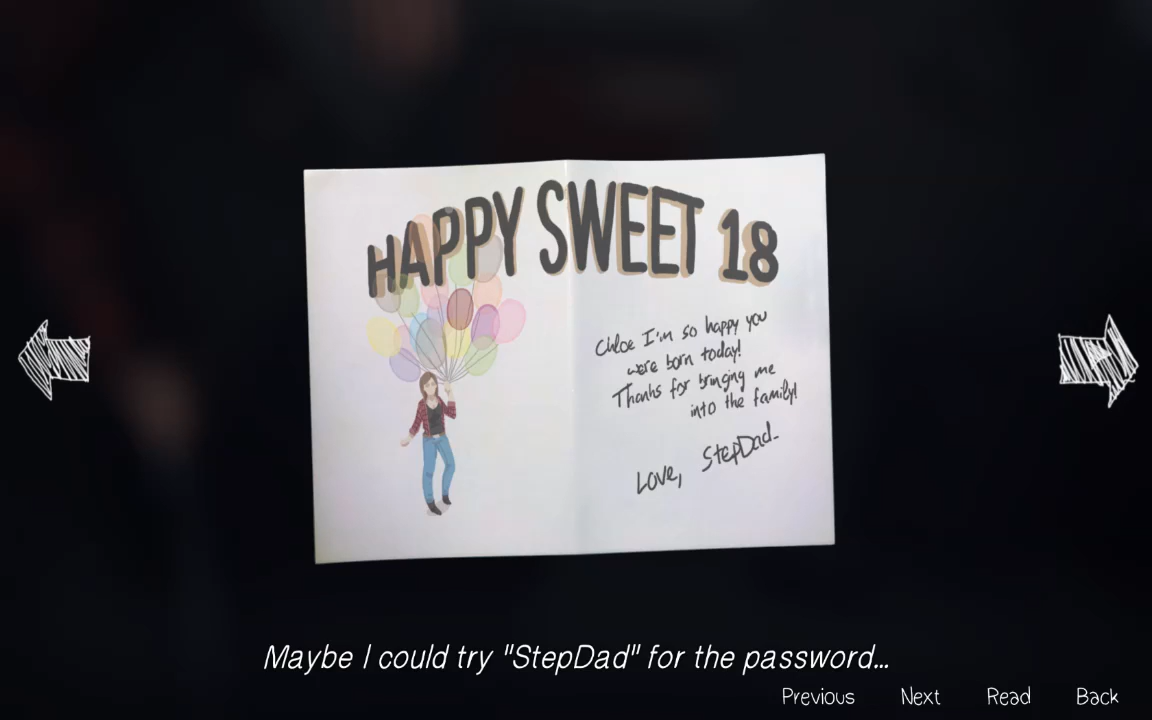 HAPPY SWEET 18
Chloe I'm so happy you
were born today!
Thanks for bringing me
into the family!
Love, StepDad
Maybe I could try "StepDad" for the password...
Previous Next Read Back